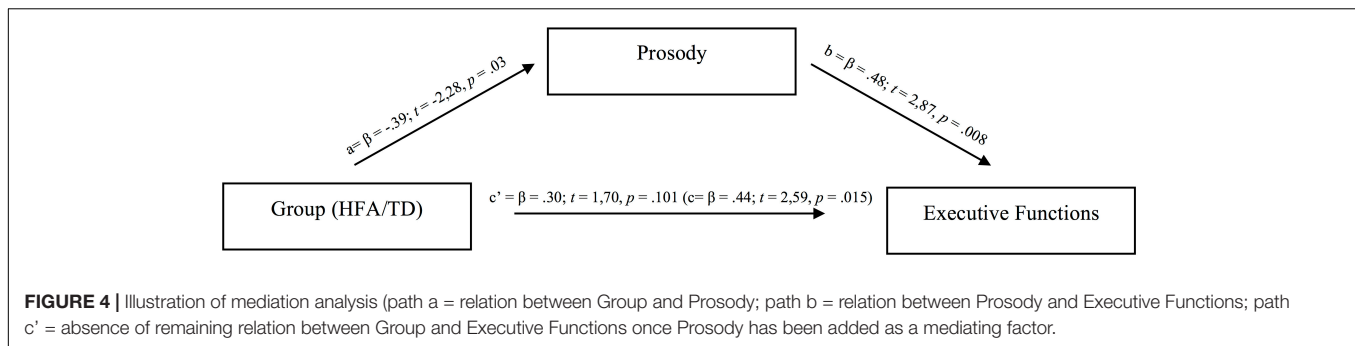 Prosody
a= β = -.39; t = -2,28, p = .03
b = β = .48; t = 2,87, p = .008
Group (HFA/TD)
c’ = β = .30; t = 1,70, p = .101 (c= β = .44; t = 2,59, p = .015)
Executive Functions
FIGURE 4 | Illustration of mediation analysis (path a = relation between Group and Prosody; path b = relation between Prosody and Executive Functions; path
c’ = absence of remaining relation between Group and Executive Functions once Prosody has been added as a mediating factor.